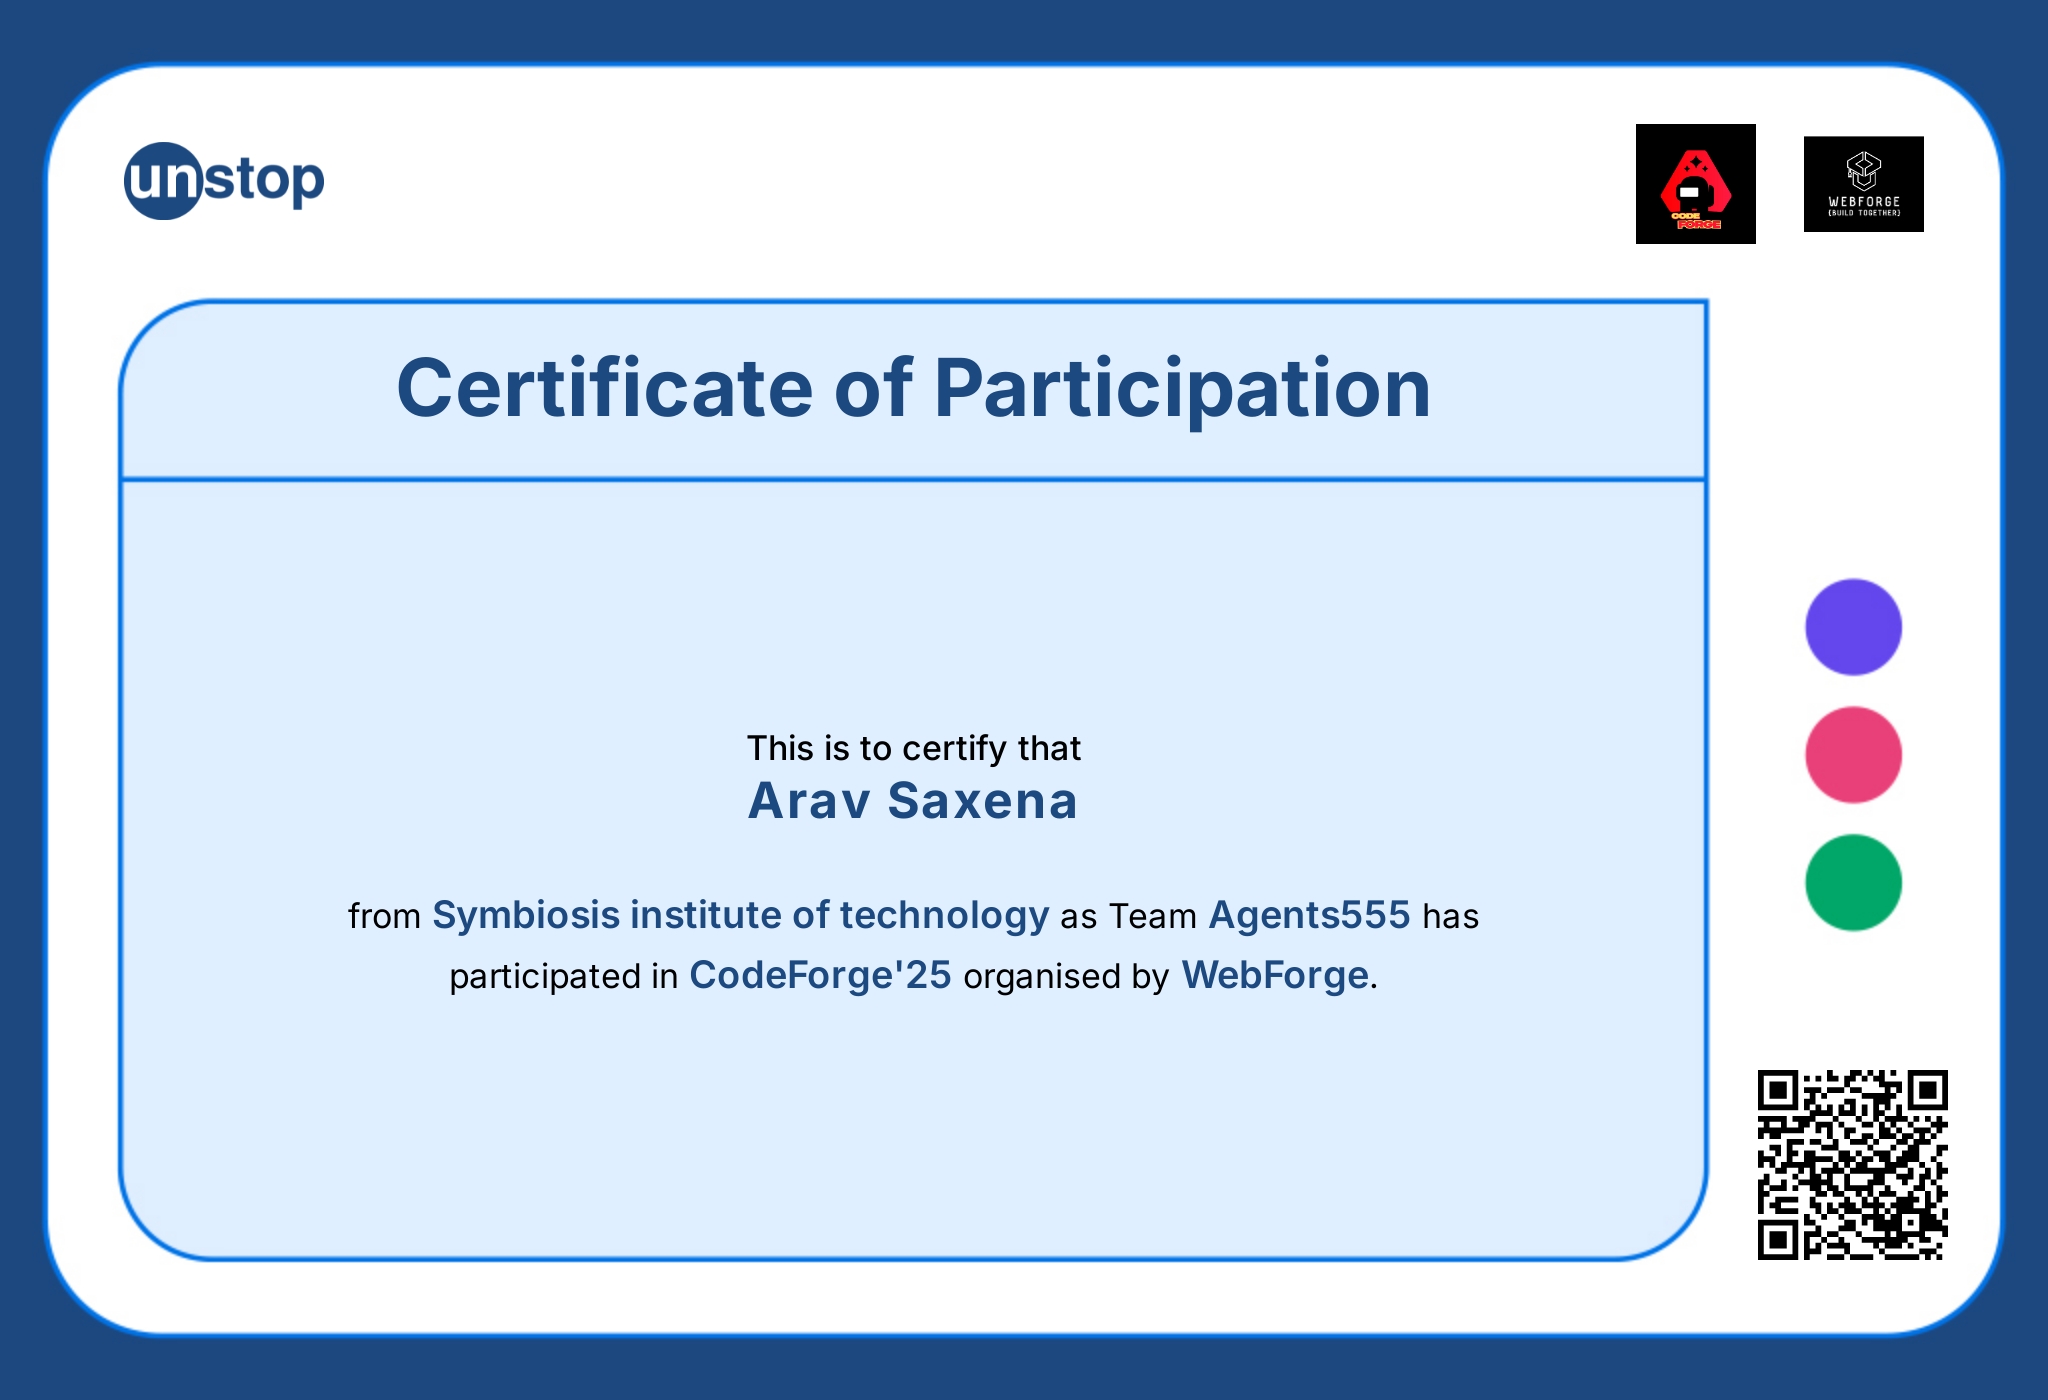 unstop
CODE
FORGE
WEBFORGE
{BUILD TOGETHER}
Certificate of Participation
This is to certify that
Arav Saxena
from Symbiosis institute of technology as Team Agents555 has
participated in CodeForge'25 organised by WebForge.